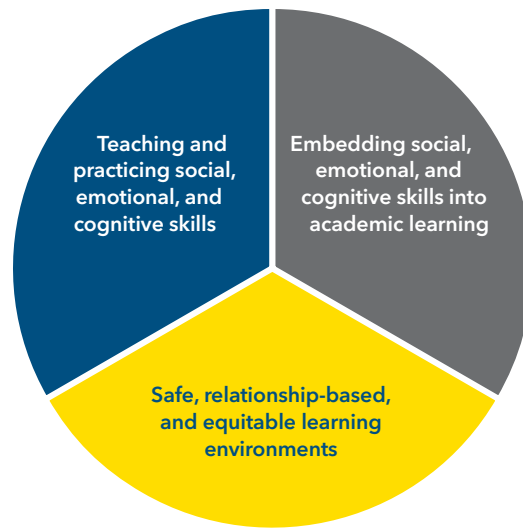 Teaching and
practicing social,
emotional, and
cognitive skills
Embedding social,
emotional, and
cognitive skills into
academic learning
Safe, relationship-based,
and equitable learning
environments